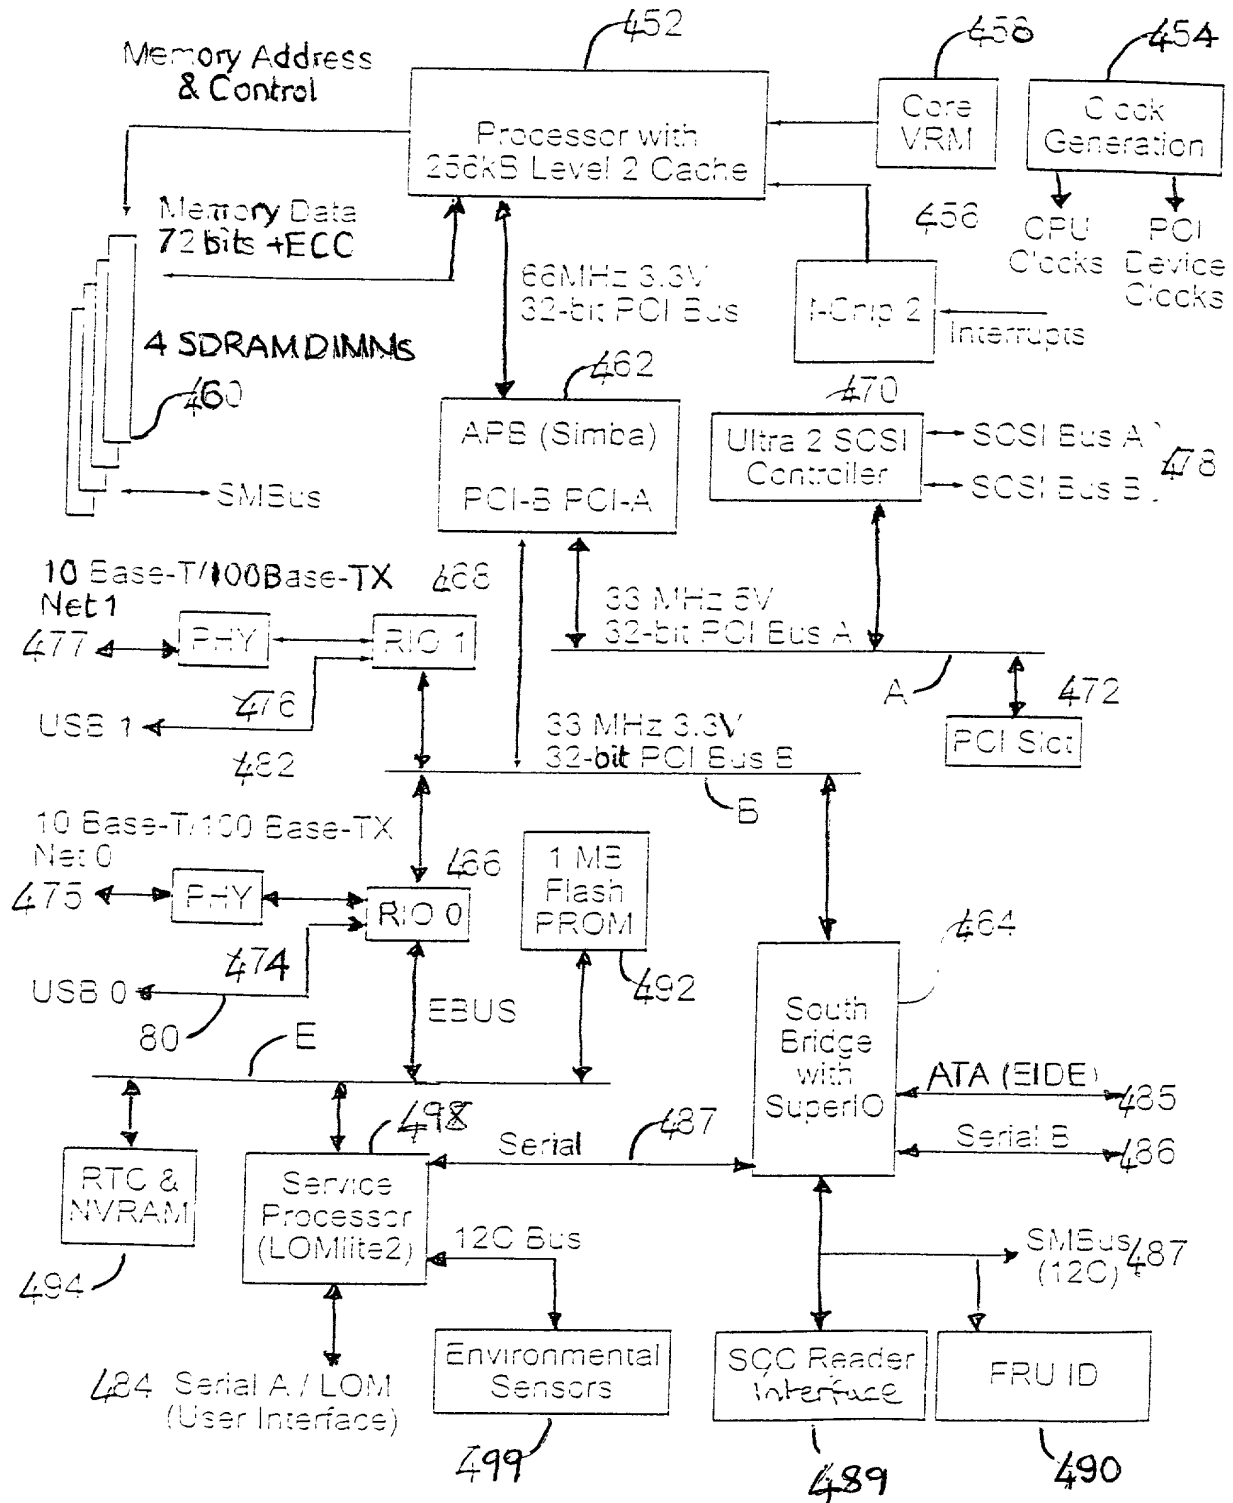 452
458
454
Memory Address
& Control
Processor with
256kB Level 2 Cache
Core
VRM
Clock
Generation
Memory Data
72 bits +ECC
456
CPU
Clocks
PCI
Device
Clocks
66MHz 3.3V
32-bit PCI Bus
I-Chip 2
Interrupts
4 SDRAM DIMMs
460
462
470
APB (Simba)
PCI-B PCI-A
Ultra 2 SCSI
Controller
SCSI Bus A
SCSI Bus B
478
SMBus
10 Base-T/100Base-TX
Net 1
468
477
PHY
RIO 1
33 MHz 5V
32-bit PCI Bus A
A
472
476
USB 1
33 MHz 3.3V
32-bit PCI Bus B
PCI Slot
482
B
10 Base-T/100 Base-TX
Net 0
466
1 MB
Flash
PROM
475
PHY
RIO 0
464
474
492
USB 0
EBUS
80
E
South
Bridge
with
SuperIO
ATA (EIDE)
485
498
487
Serial
Serial B
486
RTC &
NVRAM
Service
Processor
(LOMlite2)
12C Bus
SMBus
(12C)
487
494
484 Serial A / LOM
(User Interface)
Environmental
Sensors
SCC Reader
Interface
FRU ID
499
489
490